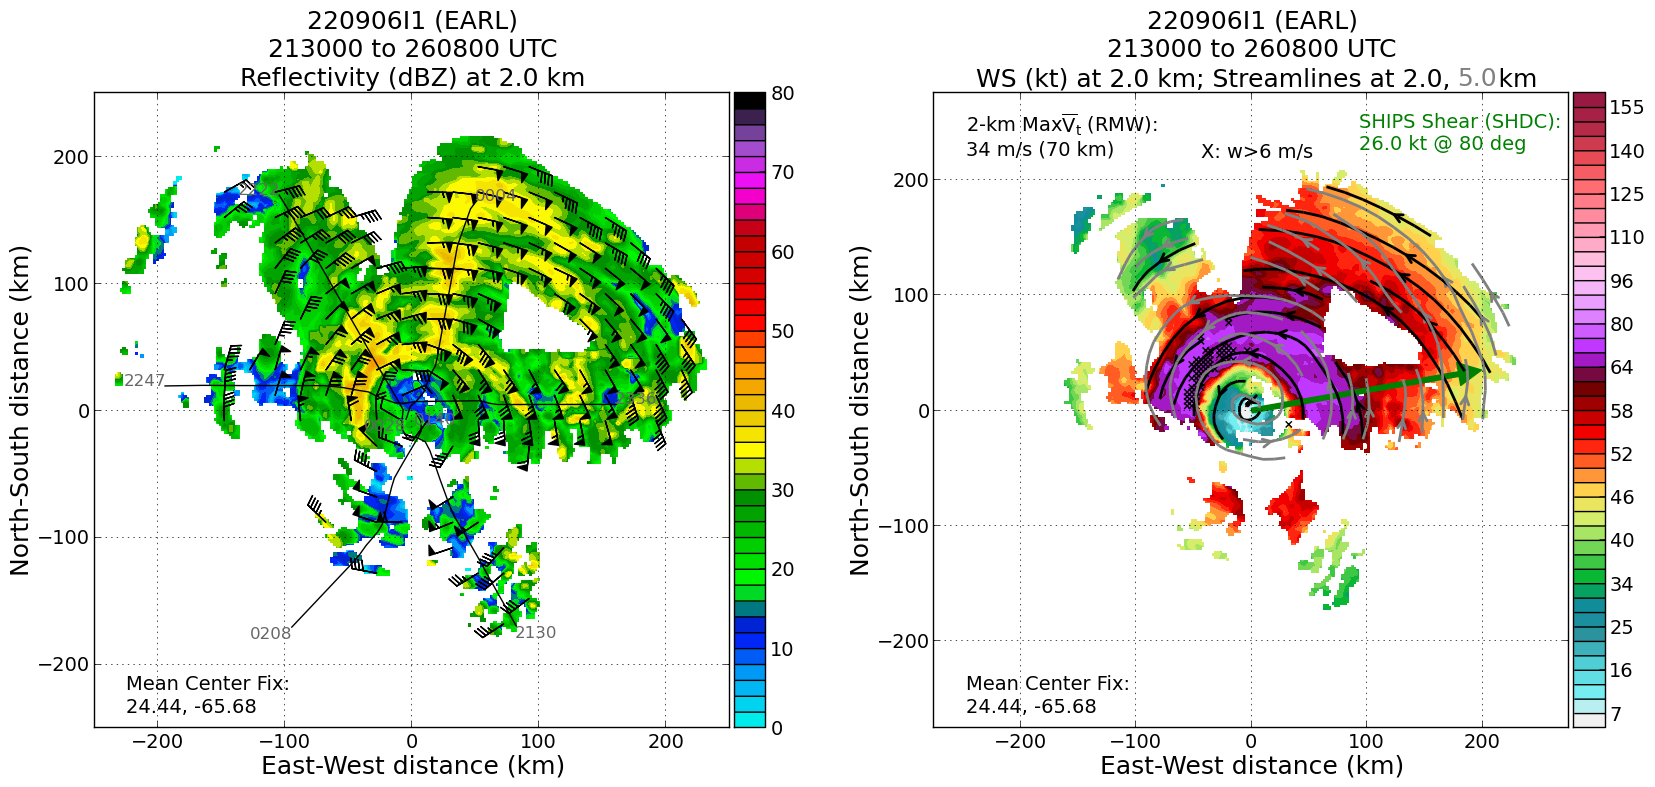 220906I1 (EARL)
213000 to 260800 UTC
Reflectivity (dBZ) at 2.0 km
North-South distance (km)
200
100
0
−100
−200
0004
2247
2130
0208
Mean Center Fix:
24.44, -65.68
−200
−100
0
100
200
East-West distance (km)
80
70
60
50
40
30
20
10
0
220906I1 (EARL)
213000 to 260800 UTC
WS (kt) at 2.0 km; Streamlines at 2.0, 5.0km
2-km MaxV̅t (RMW):
34 m/s (70 km)
X: w>6 m/s
SHIPS Shear (SHDC):
26.0 kt @ 80 deg
North-South distance (km)
200
100
0
−100
−200
Mean Center Fix:
24.44, -65.68
−200
−100
0
100
200
East-West distance (km)
155
140
125
110
96
80
64
58
52
46
40
34
25
16
7